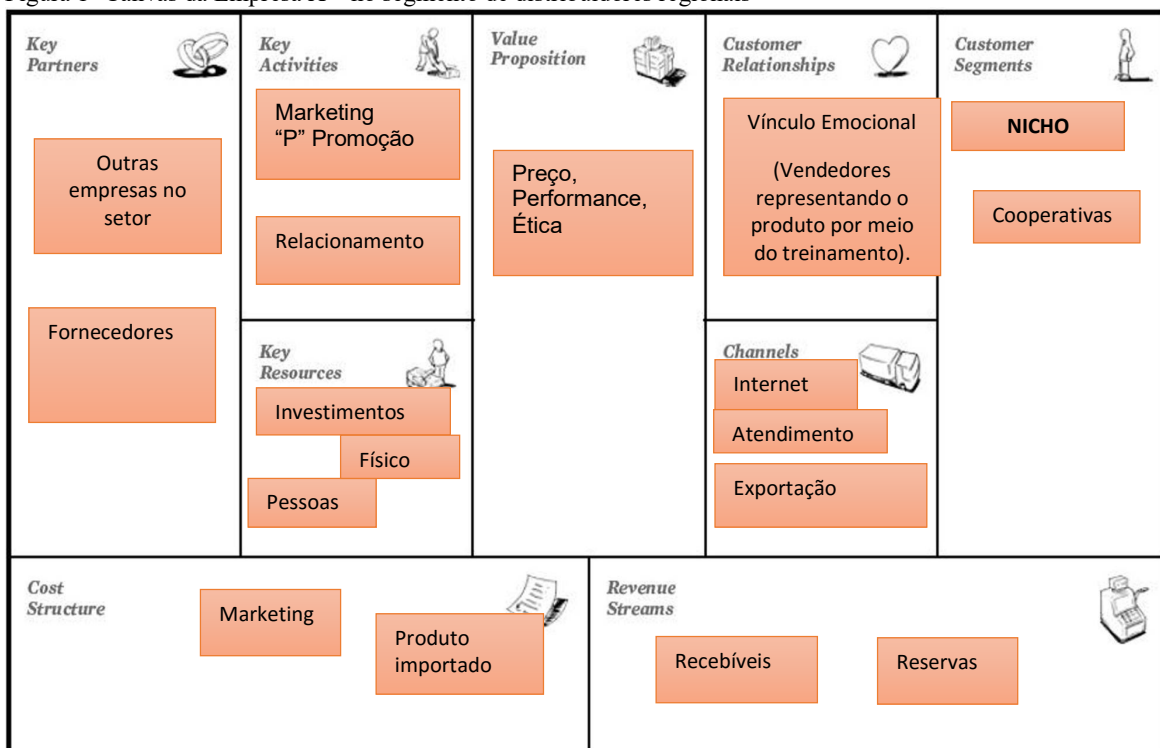 Key
Partners
Outras
empresas no
setor
Fornecedores
Key
Activities
Marketing
“P” Promoção
Relacionamento
Key
Resources
Investimentos
Físico
Pessoas
Value
Proposition
Preço,
Performance,
Ética
Customer
Relationships
Vínculo Emocional
(Vendedores
representando o
produto por meio
do treinamento).
Channels
Internet
Atendimento
Exportação
Customer
Segments
NICHO
Cooperativas
Cost
Structure
Marketing
Produto
importado
Revenue
Streams
Recebíveis
Reservas